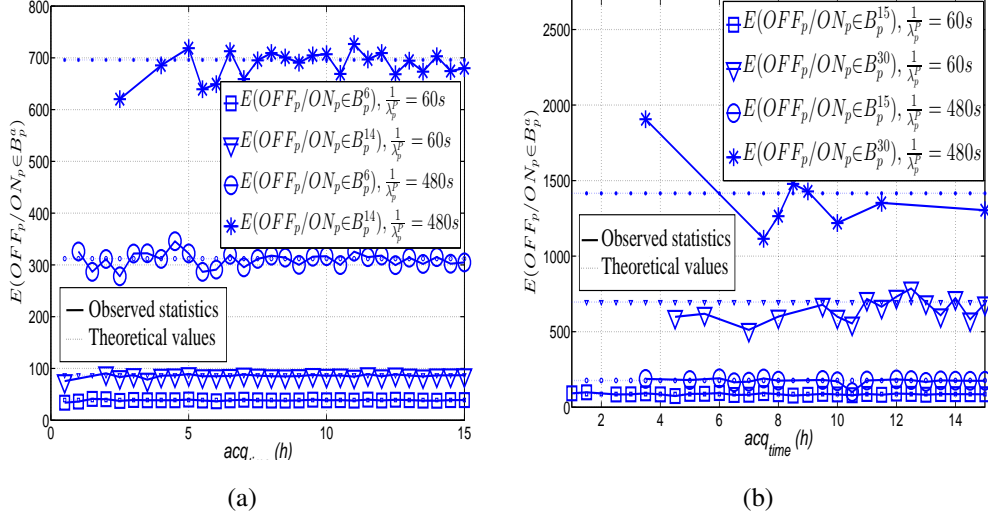 E(OFF_p/ON_p∈B_p^a)
800
700
600
500
400
300
200
100
0
E(OFF_p/ON_p∈B_p^6), 1/λ_p^P = 60s
E(OFF_p/ON_p∈B_p^14), 1/λ_p^P = 60s
E(OFF_p/ON_p∈B_p^6), 1/λ_p^P = 480s
E(OFF_p/ON_p∈B_p^14), 1/λ_p^P = 480s
Observed statistics
Theoretical values
0 5 10 15
acq (h)
(a)
E(OFF_p/ON_p∈B_p^a)
2500
2000
1500
1000
500
0
E(OFF_p/ON_p∈B_p^15), 1/λ_p^P = 60s
E(OFF_p/ON_p∈B_p^30), 1/λ_p^P = 60s
E(OFF_p/ON_p∈B_p^15), 1/λ_p^P = 480s
E(OFF_p/ON_p∈B_p^30), 1/λ_p^P = 480s
Observed statistics
Theoretical values
2 4 6 8 10 12 14
acq_time (h)
(b)